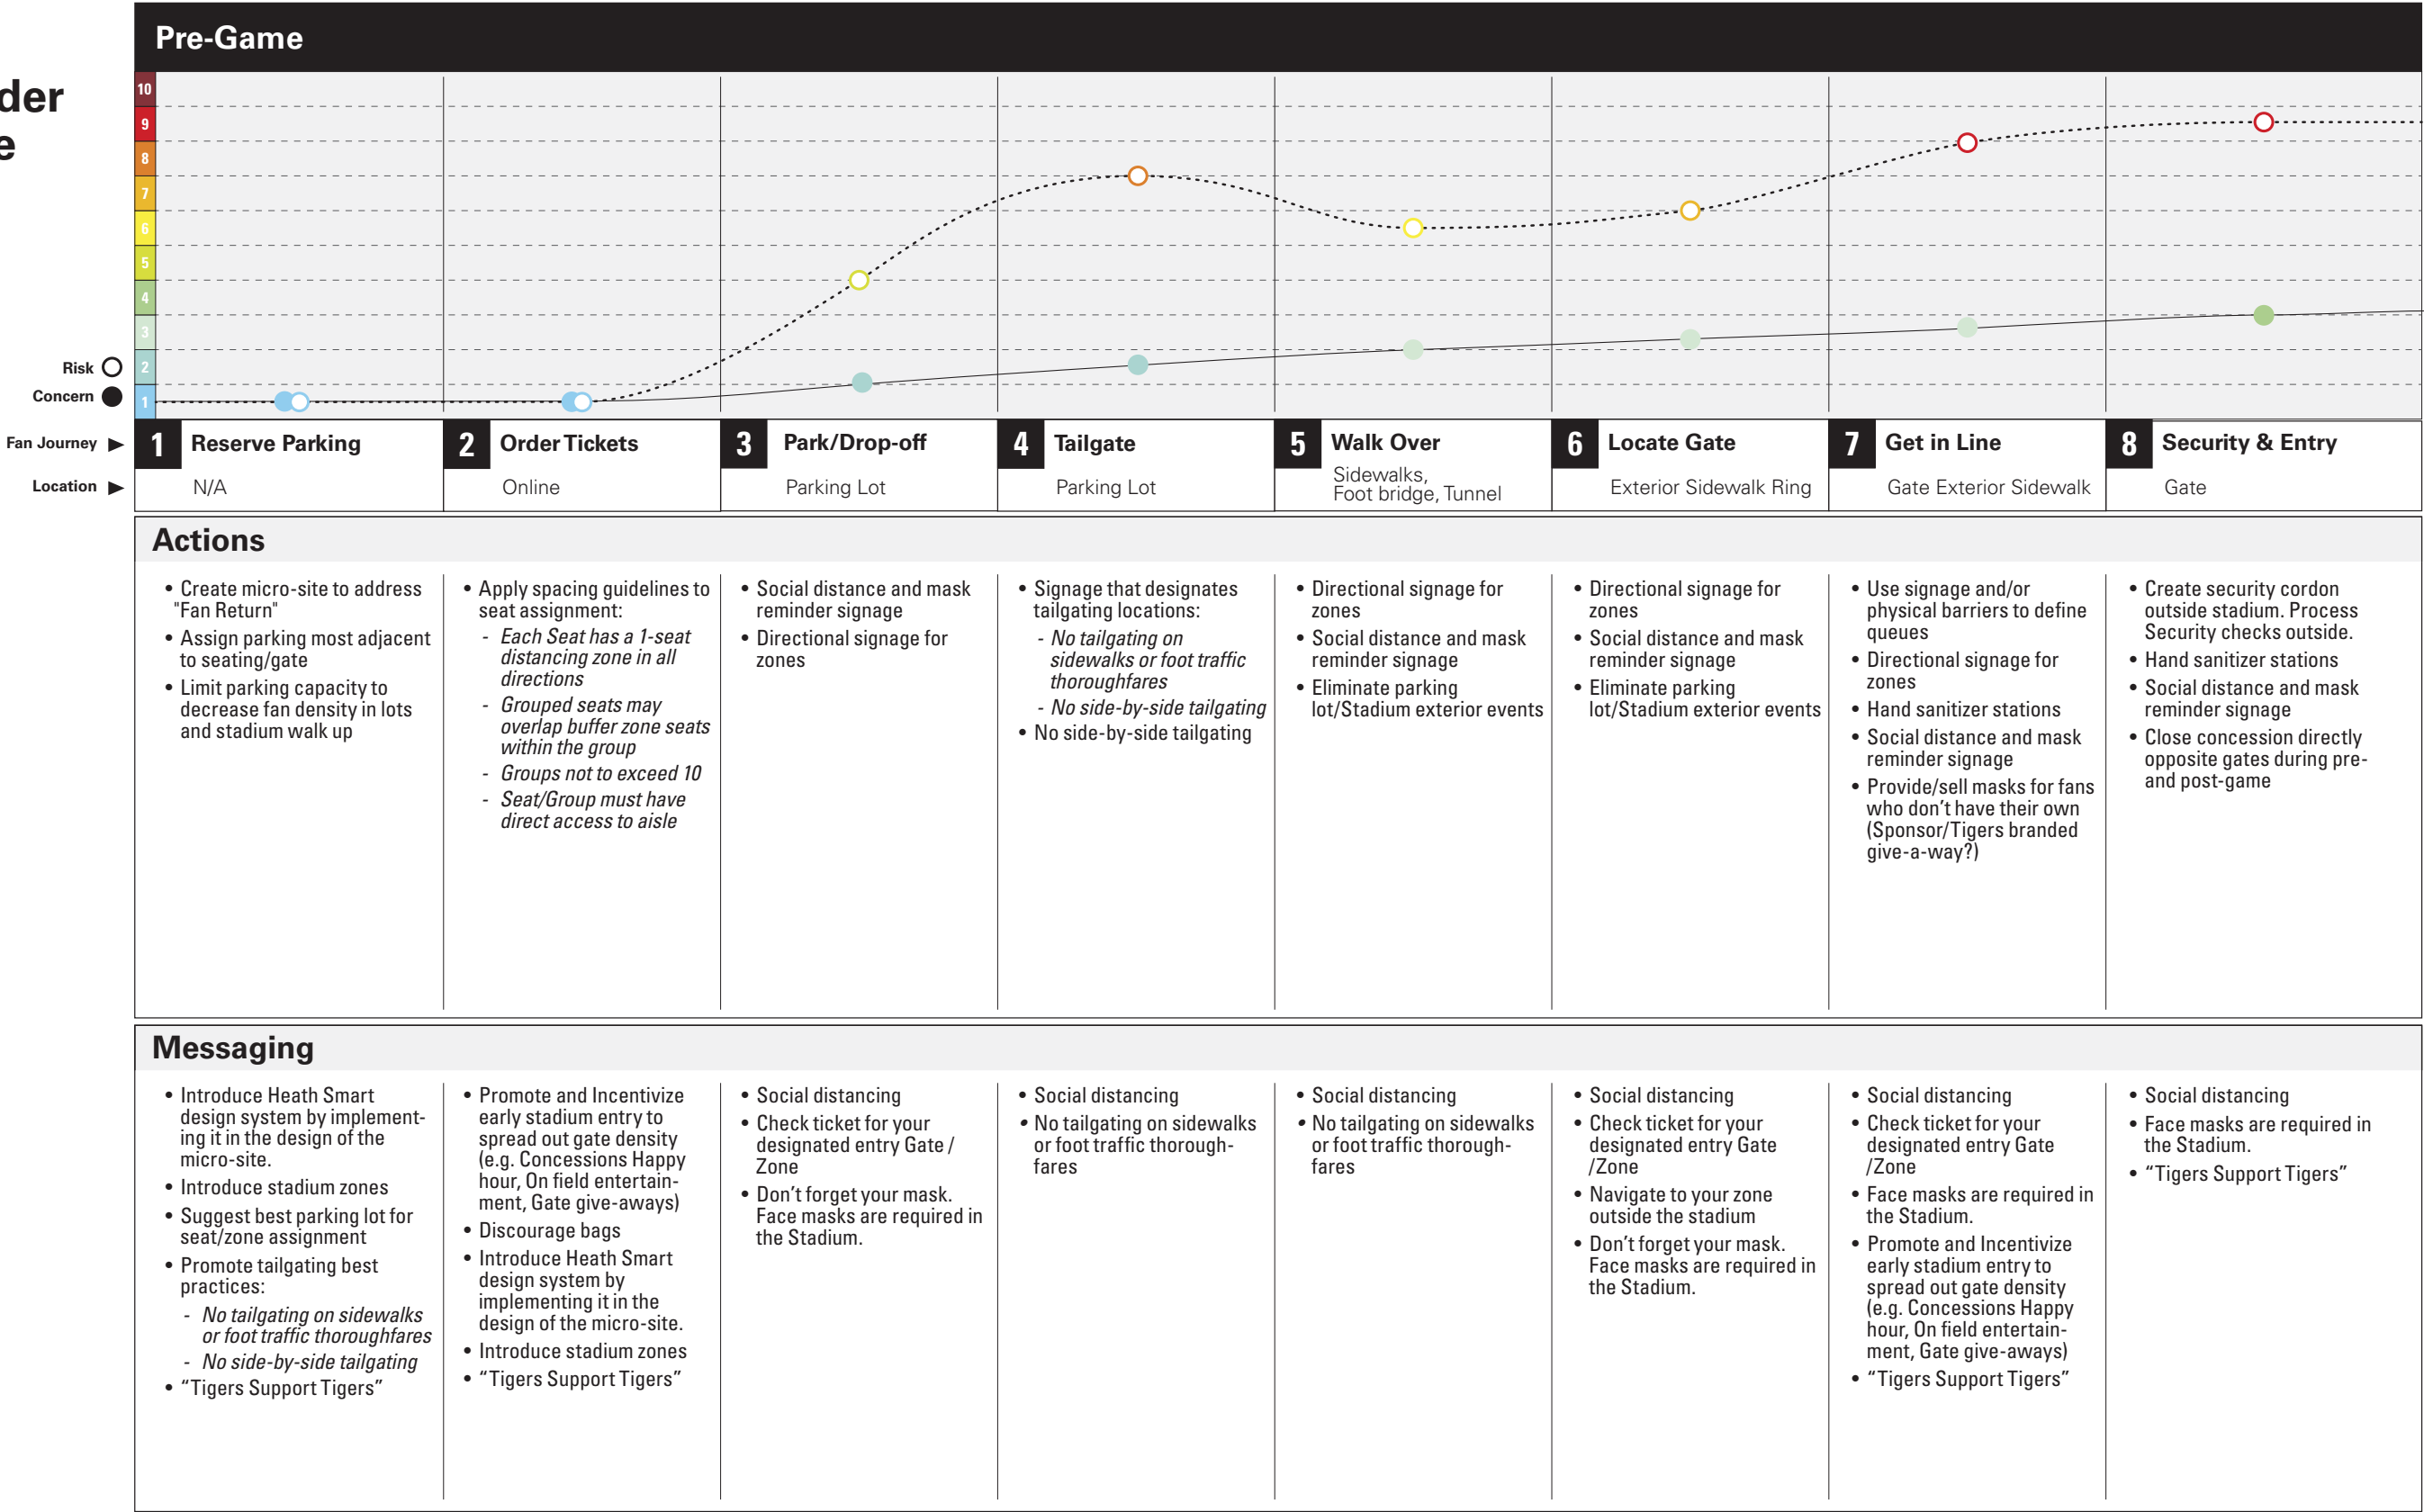 der
e
Pre-Game
10
9
8
7
6
5
4
3
2
1
Risk
Concern
Fan Journey
Location
1 Reserve Parking
N/A
2 Order Tickets
Online
3 Park/Drop-off
Parking Lot
4 Tailgate
Parking Lot
5 Walk Over
Sidewalks,
Foot bridge, Tunnel
6 Locate Gate
Exterior Sidewalk Ring
7 Get in Line
Gate Exterior Sidewalk
8 Security & Entry
Gate
Actions
• Create micro-site to address
"Fan Return"
• Assign parking most adjacent
to seating/gate
• Limit parking capacity to
decrease fan density in lots
and stadium walk up
• Apply spacing guidelines to
seat assignment:
- Each Seat has a 1-seat
distancing zone in all
directions
- Grouped seats may
overlap buffer zone seats
within the group
- Groups not to exceed 10
- Seat/Group must have
direct access to aisle
• Social distance and mask
reminder signage
• Directional signage for
zones
• Signage that designates
tailgating locations:
- No tailgating on
sidewalks or foot traffic
thoroughfares
- No side-by-side tailgating
• No side-by-side tailgating
• Directional signage for
zones
• Social distance and mask
reminder signage
• Eliminate parking
lot/Stadium exterior events
• Directional signage for
zones
• Social distance and mask
reminder signage
• Eliminate parking
lot/Stadium exterior events
• Use signage and/or
physical barriers to define
queues
• Directional signage for
zones
• Hand sanitizer stations
• Social distance and mask
reminder signage
• Provide/sell masks for fans
who don't have their own
(Sponsor/Tigers branded
give-a-way?)
• Create security cordon
outside stadium. Process
Security checks outside.
• Hand sanitizer stations
• Social distance and mask
reminder signage
• Close concession directly
opposite gates during pre-
and post-game
Messaging
• Introduce Heath Smart
design system by implement-
ing it in the design of the
micro-site.
• Introduce stadium zones
• Suggest best parking lot for
seat/zone assignment
• Promote tailgating best
practices:
- No tailgating on sidewalks
or foot traffic thoroughfares
- No side-by-side tailgating
• “Tigers Support Tigers”
• Promote and Incentivize
early stadium entry to
spread out gate density
(e.g. Concessions Happy
hour, On field entertain-
ment, Gate give-aways)
• Discourage bags
• Introduce Heath Smart
design system by
implementing it in the
design of the micro-site.
• Introduce stadium zones
• “Tigers Support Tigers”
• Social distancing
• Check ticket for your
designated entry Gate /
Zone
• Don't forget your mask.
Face masks are required in
the Stadium.
• Social distancing
• No tailgating on sidewalks
or foot traffic thorough-
fares
• Social distancing
• No tailgating on sidewalks
or foot traffic thorough-
fares
• Social distancing
• Check ticket for your
designated entry Gate
/Zone
• Navigate to your zone
outside the stadium
• Don't forget your mask.
Face masks are required in
the Stadium.
• Social distancing
• Check ticket for your
designated entry Gate
/Zone
• Face masks are required in
the Stadium.
• Promote and Incentivize
early stadium entry to
spread out gate density
(e.g. Concessions Happy
hour, On field entertain-
ment, Gate give-aways)
• “Tigers Support Tigers”
• Social distancing
• Face masks are required in
the Stadium.
• “Tigers Support Tigers”